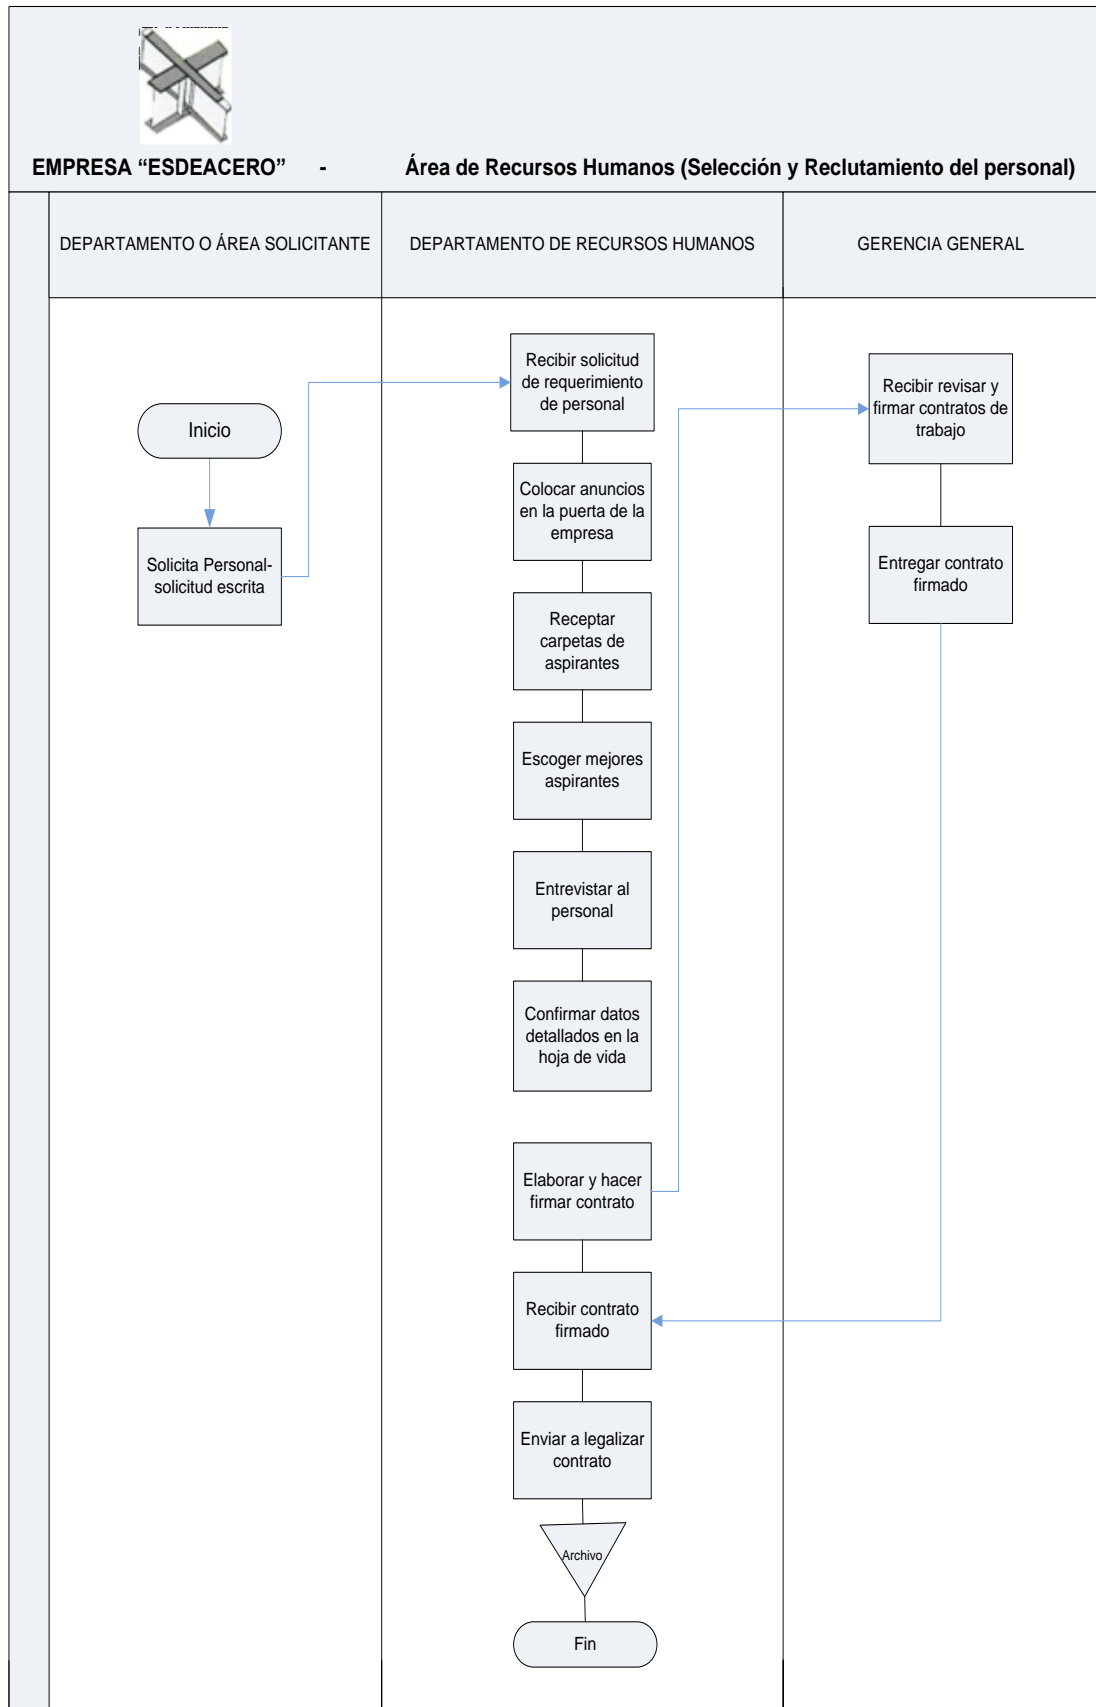 EMPRESA “ESDEACERO” - Área de Recursos Humanos (Selección y Reclutamiento del personal)
DEPARTAMENTO O ÁREA SOLICITANTE
DEPARTAMENTO DE RECURSOS HUMANOS
GERENCIA GENERAL
Inicio
Solicita Personal-
solicitud escrita
Recibir solicitud
de requerimiento
de personal
Colocar anuncios
en la puerta de la
empresa
Receptar
carpetas de
aspirantes
Escoger mejores
aspirantes
Entrevistar al
personal
Confirmar datos
detallados en la
hoja de vida
Elaborar y hacer
firmar contrato
Recibir revisar y
firmar contratos de
trabajo
Entregar contrato
firmado
Recibir contrato
firmado
Enviar a legalizar
contrato
Archivo
Fin